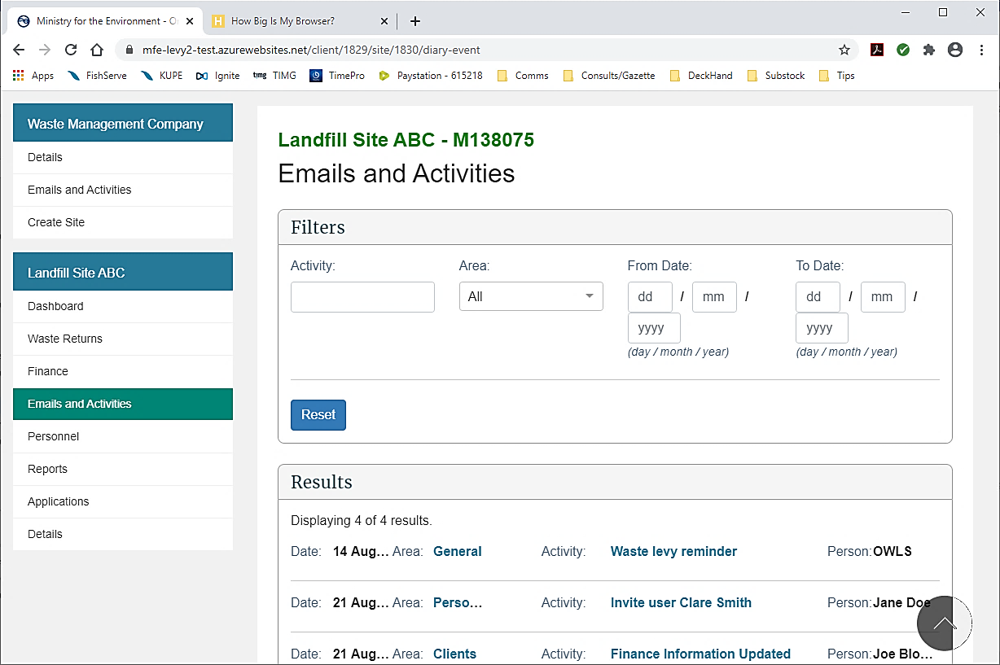 Ministry for the Environment - O
How Big Is My Browser?
mfe-levy2-test.azurewebsites.net/client/1829/site/1830/diary-event
Apps FishServe KUPE Ignite timg TIMG TimePro Paystation - 615218 Comms Consults/Gazette DeckHand Substock Tips
Waste Management Company
Details
Emails and Activities
Create Site
Landfill Site ABC
Dashboard
Waste Returns
Finance
Emails and Activities
Personnel
Reports
Applications
Details
Landfill Site ABC - M138075
Emails and Activities
Filters
Activity: Area: From Date: To Date:
All dd / mm / dd / mm /
yyyy yyyy
(day / month / year) (day / month / year)
Reset
Results
Displaying 4 of 4 results.
Date: 14 Aug... Area: General Activity: Waste levy reminder Person: OWLS
Date: 21 Aug... Area: Perso... Activity: Invite user Clare Smith Person: Jane Doe
Date: 21 Aug... Area: Clients Activity: Finance Information Updated Person: Joe Blo...